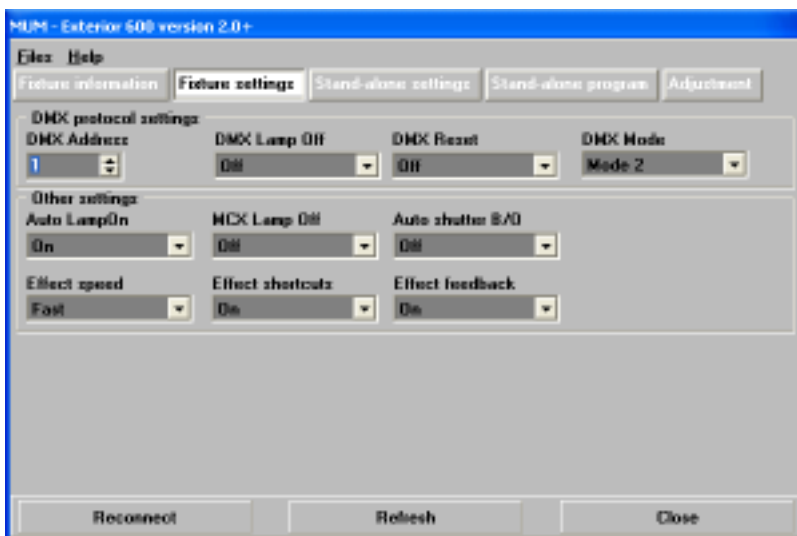 MUM - Exterior 600 version 2.0+
Files Help
Fixture information Fixture settings Stand-alone settings Stand-alone program Adjustment
DMX protocol settings
DMX Address DMX Lamp Off DMX Reset DMX Mode
1 Off Off Mode 2
Other settings
Auto LampOn MCX Lamp Off Auto shutter B/O
On Off Off
Effect speed Effect shortcuts Effect feedback
Fast On On
Reconnect Refresh Close